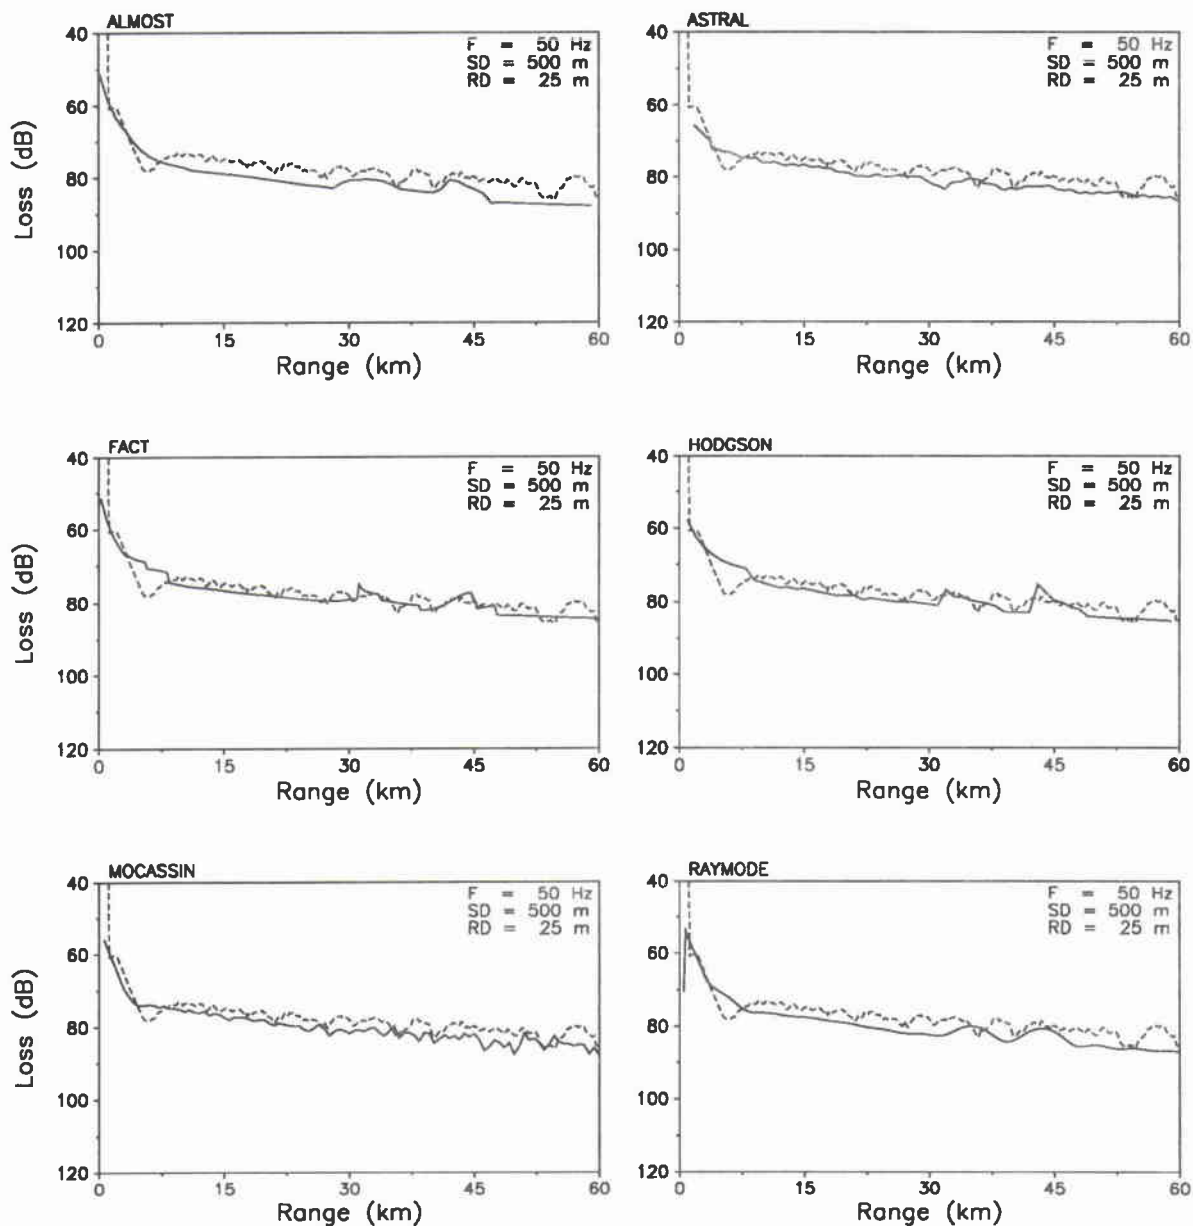 ALMOST
F = 50 Hz
SD = 500 m
RD = 25 m
40
60
80
100
120
Loss (dB)
0 15 30 45 60
Range (km)
ASTRAL
F = 50 Hz
SD = 500 m
RD = 25 m
40
60
80
100
120
0 15 30 45 60
Range (km)
FACT
F = 50 Hz
SD = 500 m
RD = 25 m
40
60
80
100
120
Loss (dB)
0 15 30 45 60
Range (km)
HODGSON
F = 50 Hz
SD = 500 m
RD = 25 m
40
60
80
100
120
0 15 30 45 60
Range (km)
MOCASSIN
F = 50 Hz
SD = 500 m
RD = 25 m
40
60
80
100
120
Loss (dB)
0 15 30 45 60
Range (km)
RAYMODE
F = 50 Hz
SD = 500 m
RD = 25 m
40
60
80
100
120
0 15 30 45 60
Range (km)